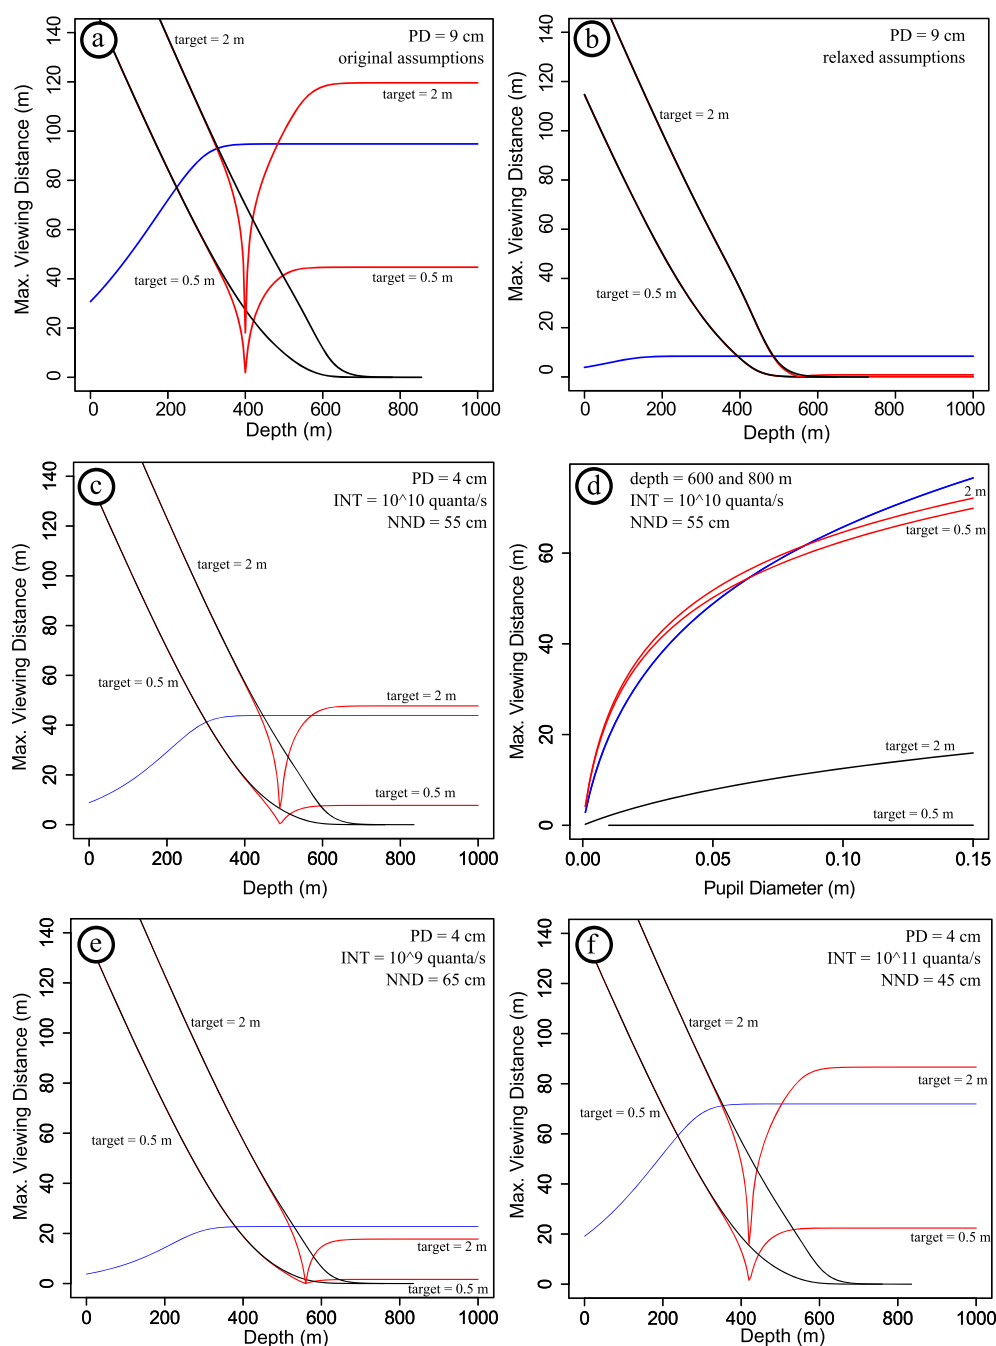 a
PD = 9 cm
original assumptions
target = 2 m
target = 2 m
target = 0.5 m
target = 0.5 m
Max. Viewing Distance (m)
0 20 40 60 80 100 120 140
0 200 400 600 800 1000
Depth (m)
b
PD = 9 cm
relaxed assumptions
target = 2 m
target = 0.5 m
Max. Viewing Distance (m)
0 20 40 60 80 100 120 140
0 200 400 600 800 1000
Depth (m)
c
PD = 4 cm
INT = 10^10 quanta/s
NND = 55 cm
target = 2 m
target = 0.5 m
target = 2 m
target = 0.5 m
Max. Viewing Distance (m)
0 20 40 60 80 100 120 140
0 200 400 600 800 1000
Depth (m)
d
depth = 600 and 800 m
INT = 10^10 quanta/s
NND = 55 cm
2 m
target = 0.5 m
target = 2 m
target = 0.5 m
Max. Viewing Distance (m)
0 20 40 60
0.00 0.05 0.10 0.15
Pupil Diameter (m)
e
PD = 4 cm
INT = 10^9 quanta/s
NND = 65 cm
target = 2 m
target = 0.5 m
target = 2 m
target = 0.5 m
Max. Viewing Distance (m)
0 20 40 60 80 100 120 140
0 200 400 600 800 1000
Depth (m)
f
PD = 4 cm
INT = 10^11 quanta/s
NND = 45 cm
target = 2 m
target = 2 m
target = 0.5 m
target = 0.5 m
Max. Viewing Distance (m)
0 20 40 60 80 100 120 140
0 200 400 600 800 1000
Depth (m)